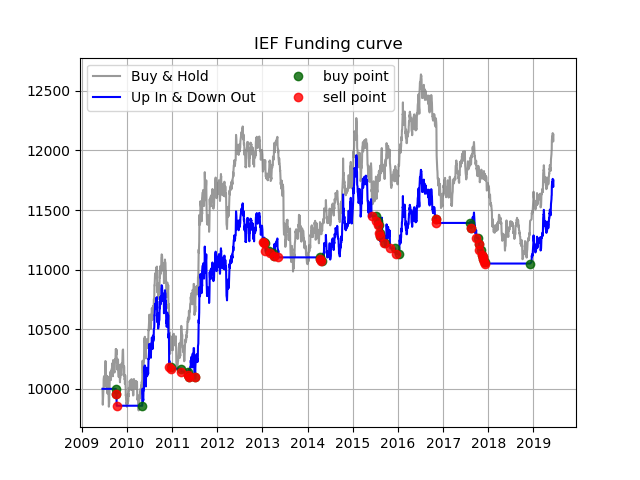 IEF Funding curve
Buy & Hold
Up In & Down Out
buy point
sell point
12500
12000
11500
11000
10500
10000
2009 2010 2011 2012 2013 2014 2015 2016 2017 2018 2019